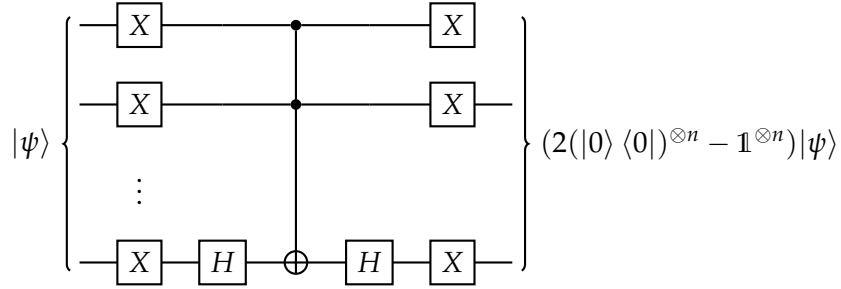 X X
X X
|ψ⟩ (2(|0⟩ ⟨0|)^{⊗n} − 𝟙^{⊗n})|ψ⟩
⋮
X H H X